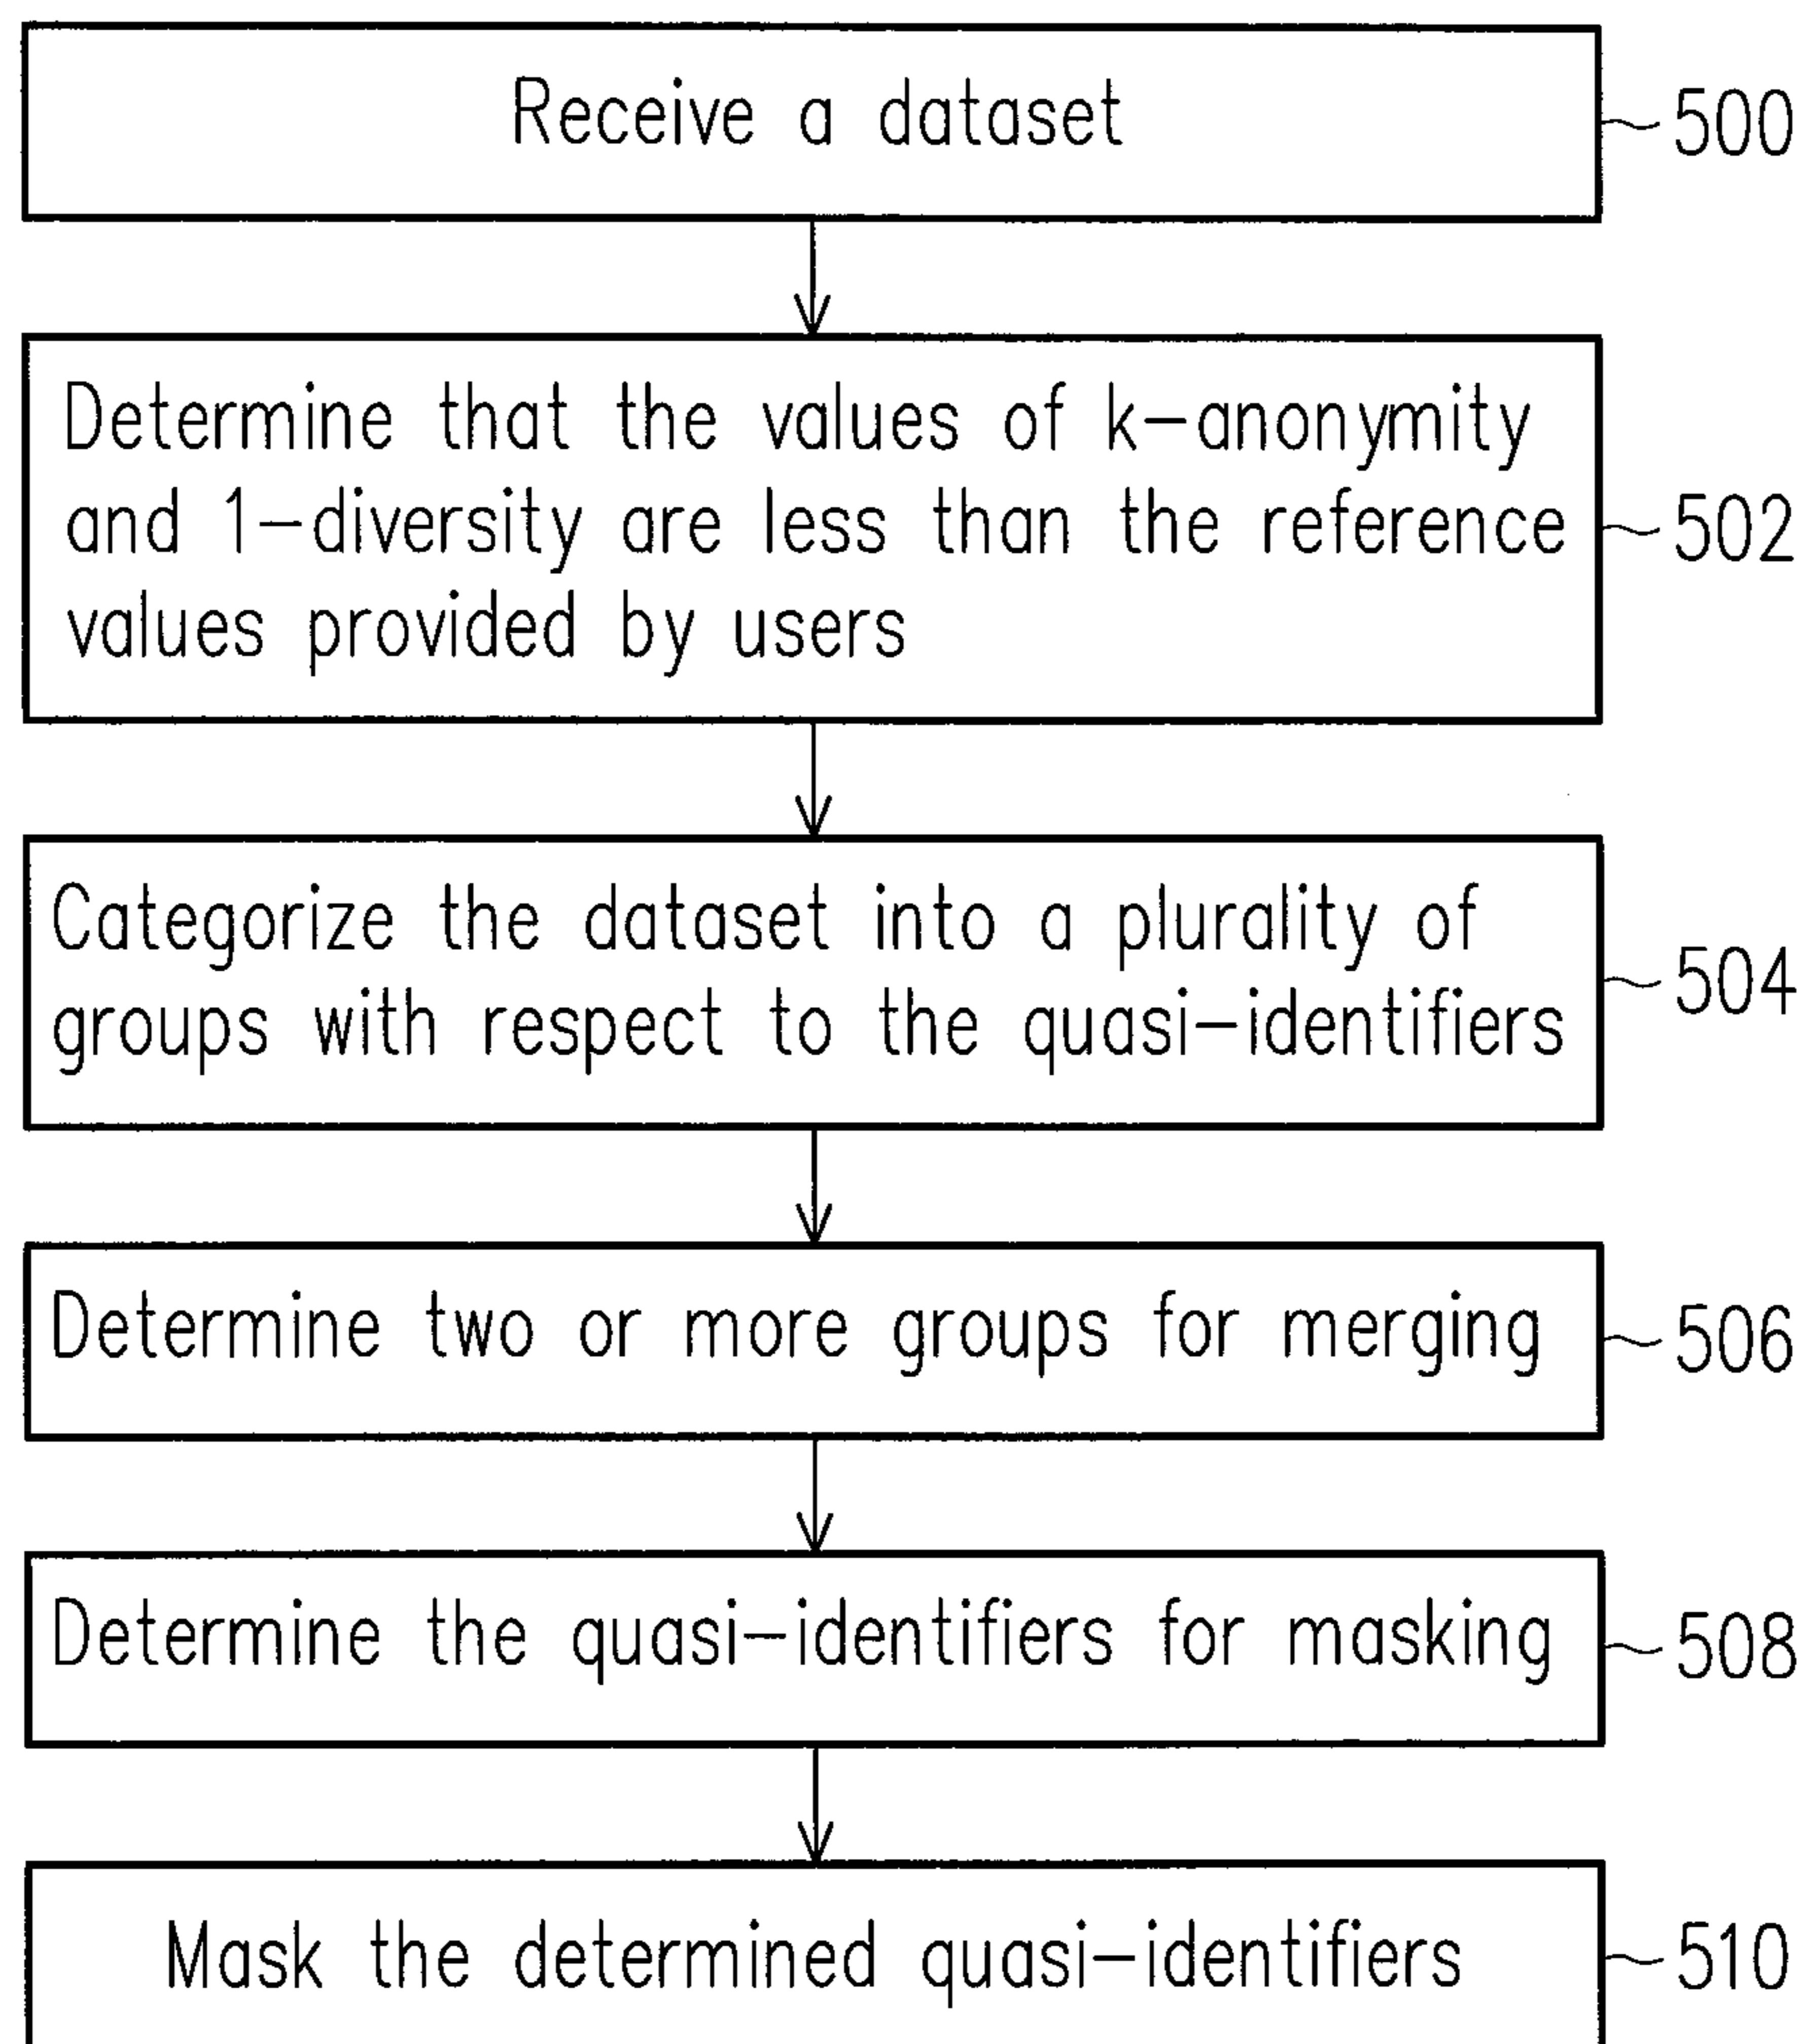 Receive a dataset
500
Determine that the values of k-anonymity
and 1-diversity are less than the reference
values provided by users
502
Categorize the dataset into a plurality of
groups with respect to the quasi-identifiers
504
Determine two or more groups for merging
506
Determine the quasi-identifiers for masking
508
Mask the determined quasi-identifiers
510